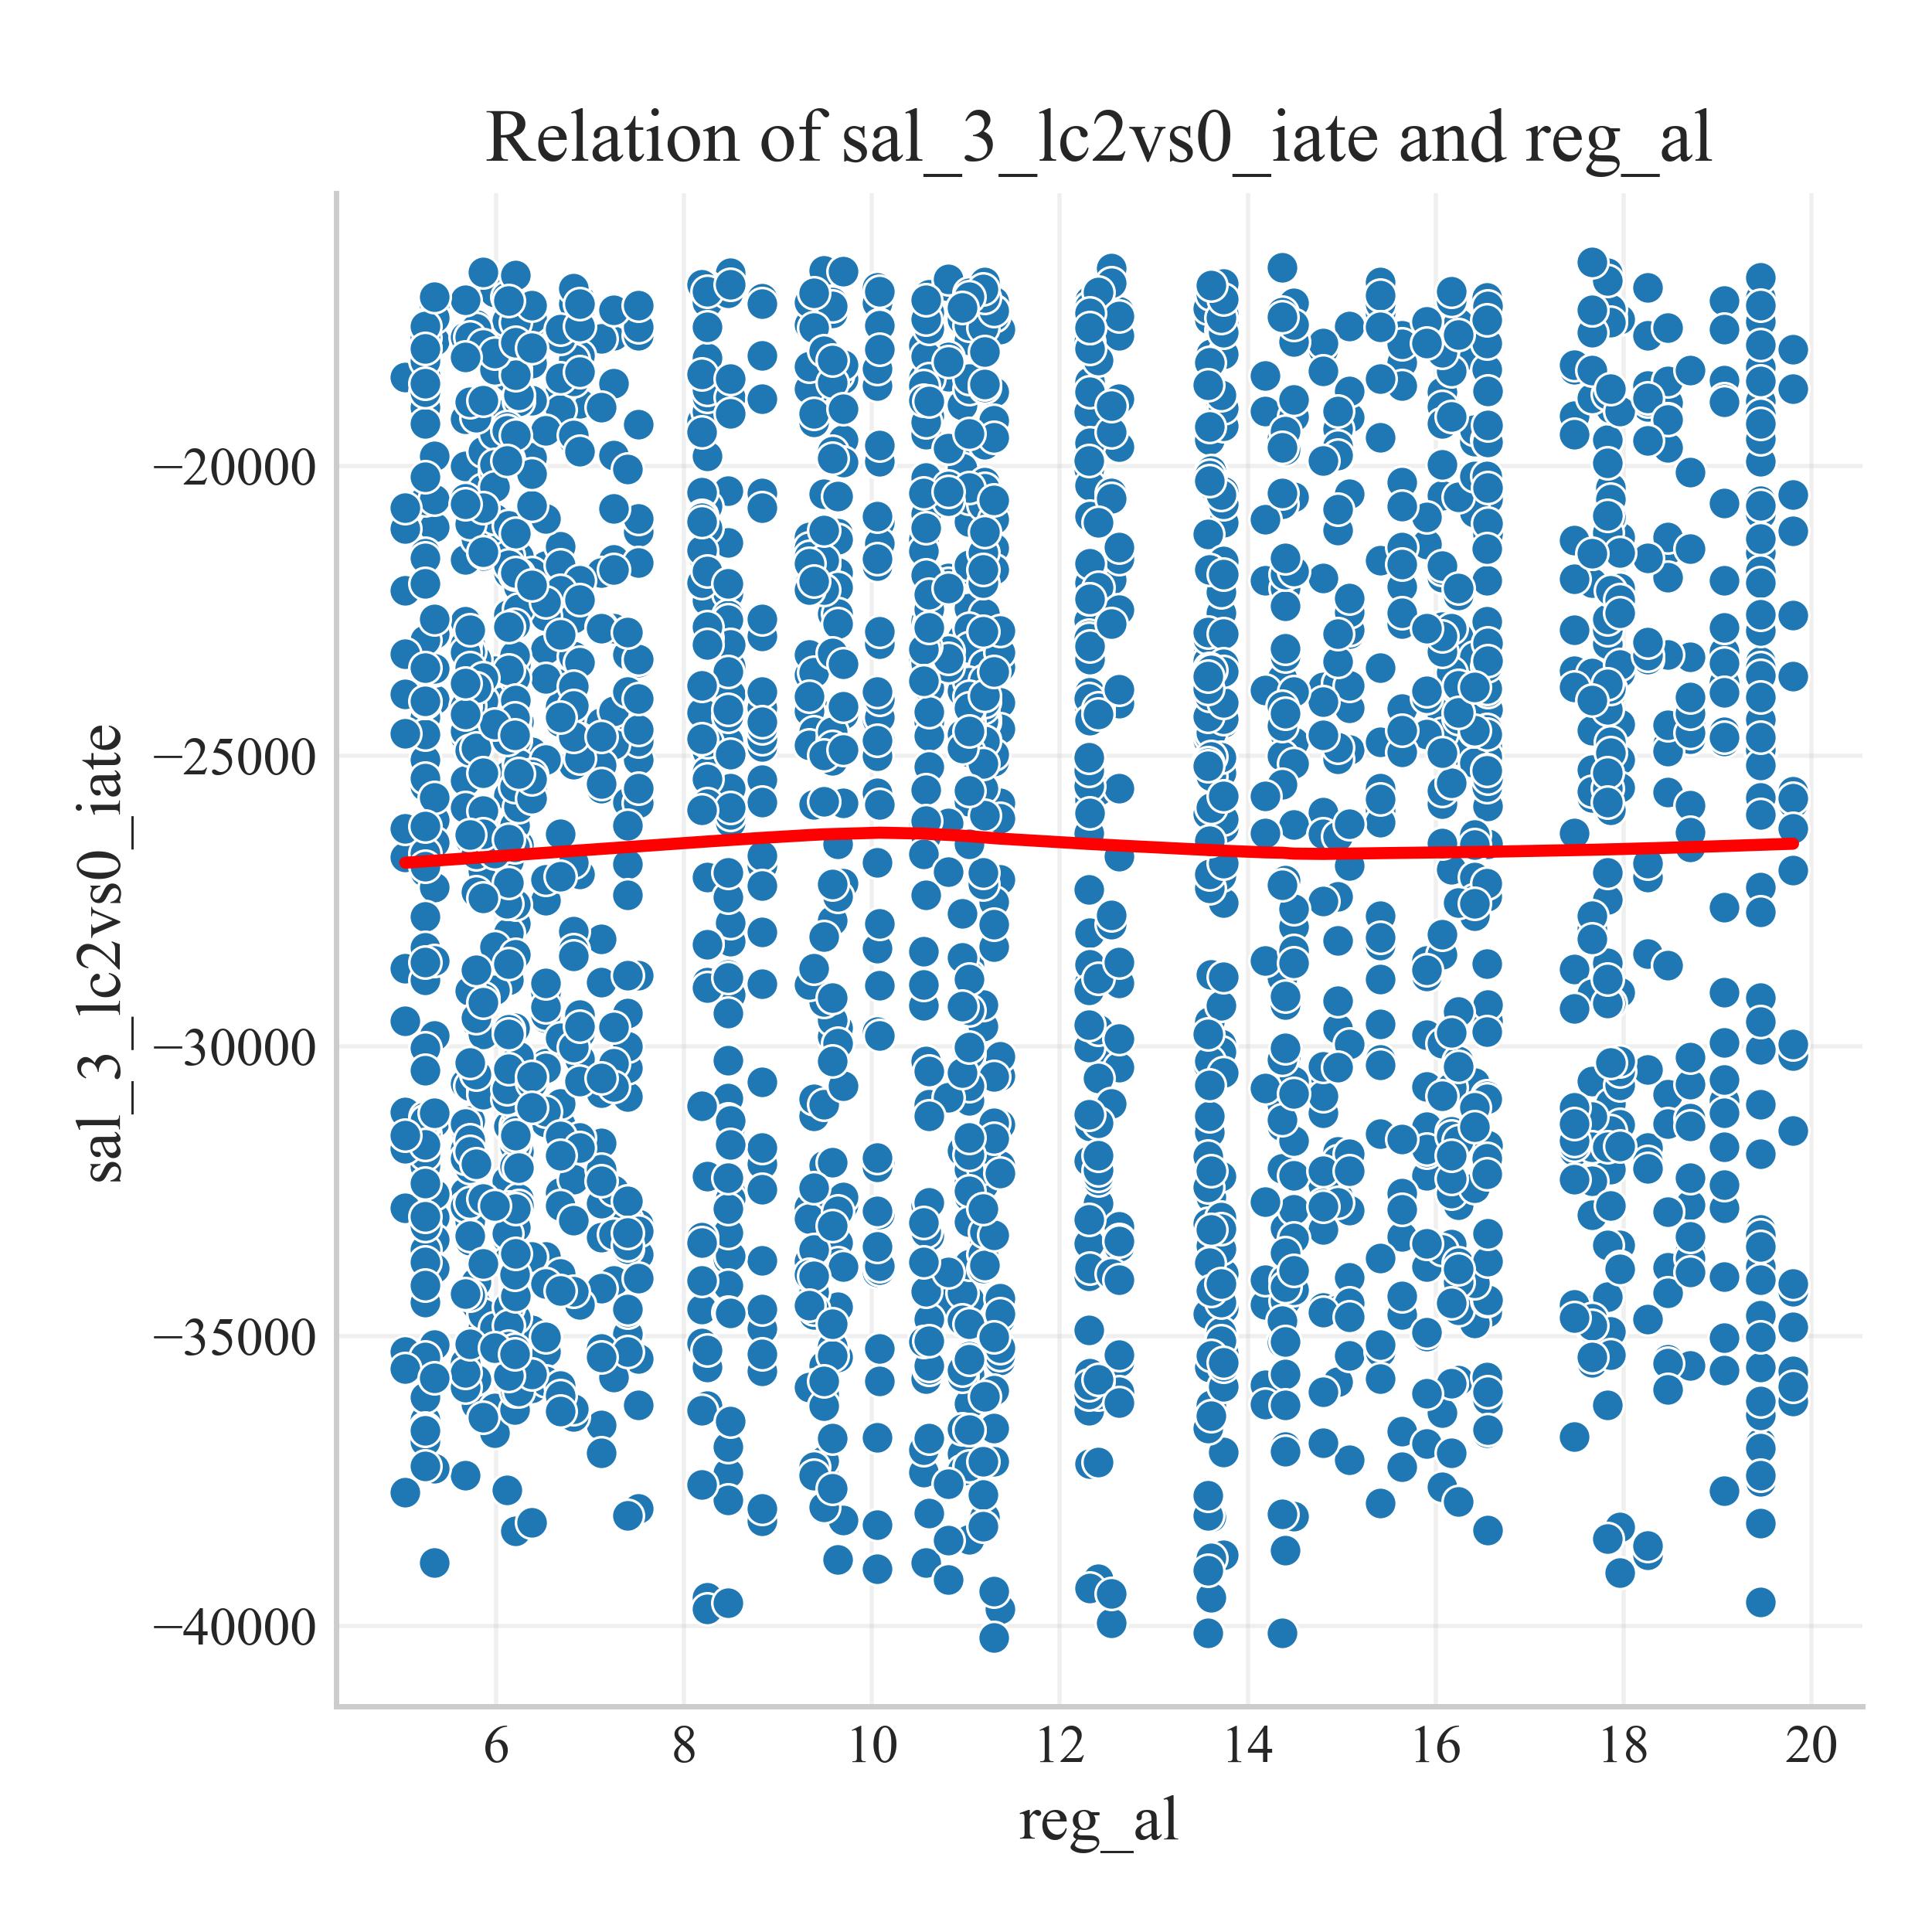 Relation of sal_3_lc2vs0_iate and reg_al
sal_3_lc2vs0_iate
−20000
−25000
−30000
−35000
−40000
6 8 10 12 14 16 18 20
reg_al